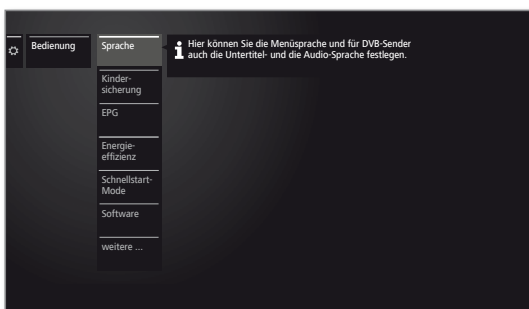 Bedienung
Sprache
Hier können Sie die Menüsprache und für DVB-Sender
auch die Untertitel- und die Audio-Sprache festlegen.
Kinder-
sicherung
EPG
Energie-
effizienz
Schnellstart-
Mode
Software
weitere ...